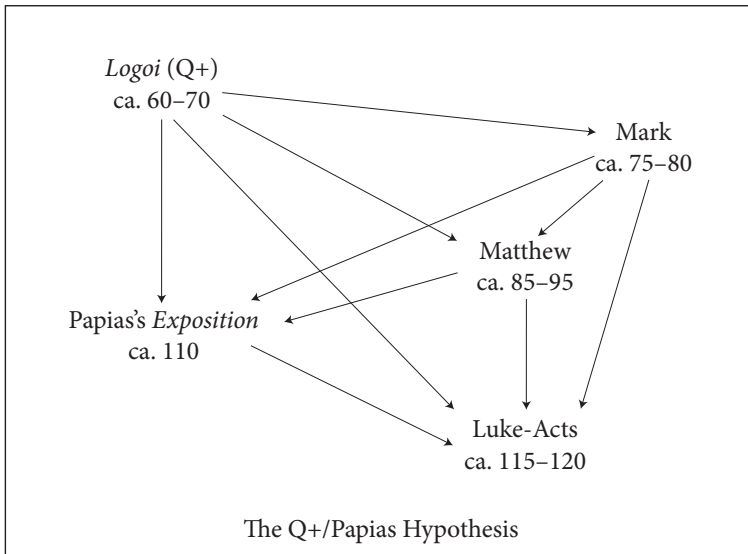 Logoi (Q+)
ca. 60–70
Mark
ca. 75–80
Matthew
ca. 85–95
Papias's Exposition
ca. 110
Luke-Acts
ca. 115–120
The Q+/Papias Hypothesis